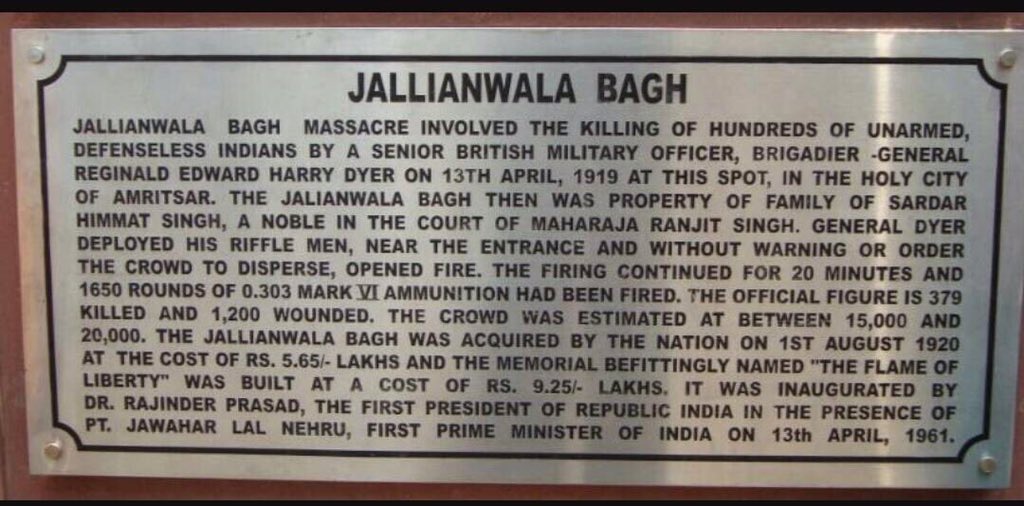 JALLIANWALA BAGH
JALLIANWALA BAGH MASSACRE INVOLVED THE KILLING OF HUNDREDS OF UNARMED,
DEFENSELESS INDIANS BY A SENIOR BRITISH MILITARY OFFICER, BRIGADIER -GENERAL
REGINALD EDWARD HARRY DYER ON 13TH APRIL, 1919 AT THIS SPOT, IN THE HOLY CITY
OF AMRITSAR. THE JALIANWALA BAGH THEN WAS PROPERTY OF FAMILY OF SARDAR
HIMMAT SINGH, A NOBLE IN THE COURT OF MAHARAJA RANJIT SINGH. GENERAL DYER
DEPLOYED HIS RIFFLE MEN, NEAR THE ENTRANCE AND WITHOUT WARNING OR ORDER
THE CROWD TO DISPERSE, OPENED FIRE. THE FIRING CONTINUED FOR 20 MINUTES AND
1650 ROUNDS OF 0.303 MARK VI AMMUNITION HAD BEEN FIRED. THE OFFICIAL FIGURE IS 379
KILLED AND 1,200 WOUNDED. THE CROWD WAS ESTIMATED AT BETWEEN 15,000 AND
20,000. THE JALLIANWALA BAGH WAS ACQUIRED BY THE NATION ON 1ST AUGUST 1920
AT THE COST OF RS. 5.65/- LAKHS AND THE MEMORIAL BEFITTINGLY NAMED "THE FLAME OF
LIBERTY" WAS BUILT AT A COST OF RS. 9.25/- LAKHS. IT WAS INAUGURATED BY
DR. RAJINDER PRASAD, THE FIRST PRESIDENT OF REPUBLIC INDIA IN THE PRESENCE OF
PT. JAWAHAR LAL NEHRU, FIRST PRIME MINISTER OF INDIA ON 13th APRIL, 1961.